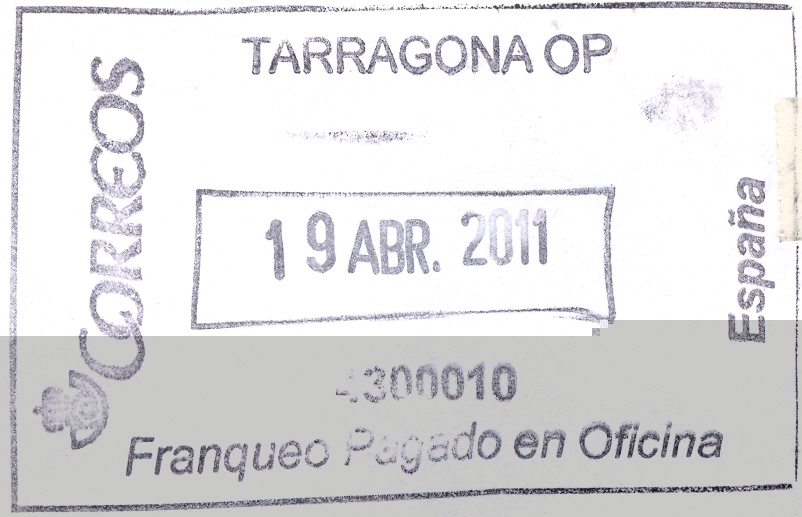 TARRAGONA OP
CORREOS
19 ABR. 2011
España
4300010
Franqueo Pagado en Oficina